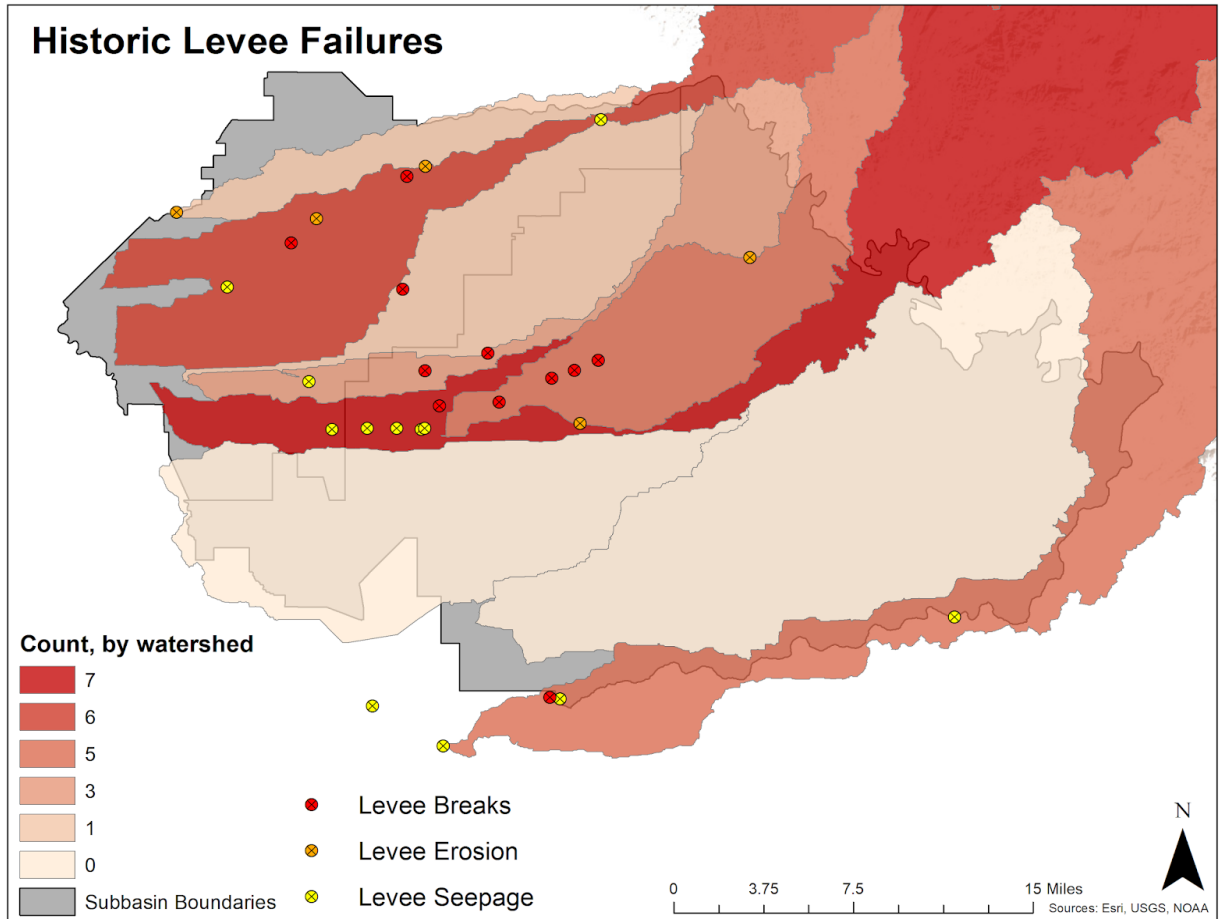 Historic Levee Failures
Count, by watershed
7
6
5
3
1
0
Subbasin Boundaries
Levee Breaks
Levee Erosion
Levee Seepage
N
0 3.75 7.5 15 Miles
Sources: Esri, USGS, NOAA